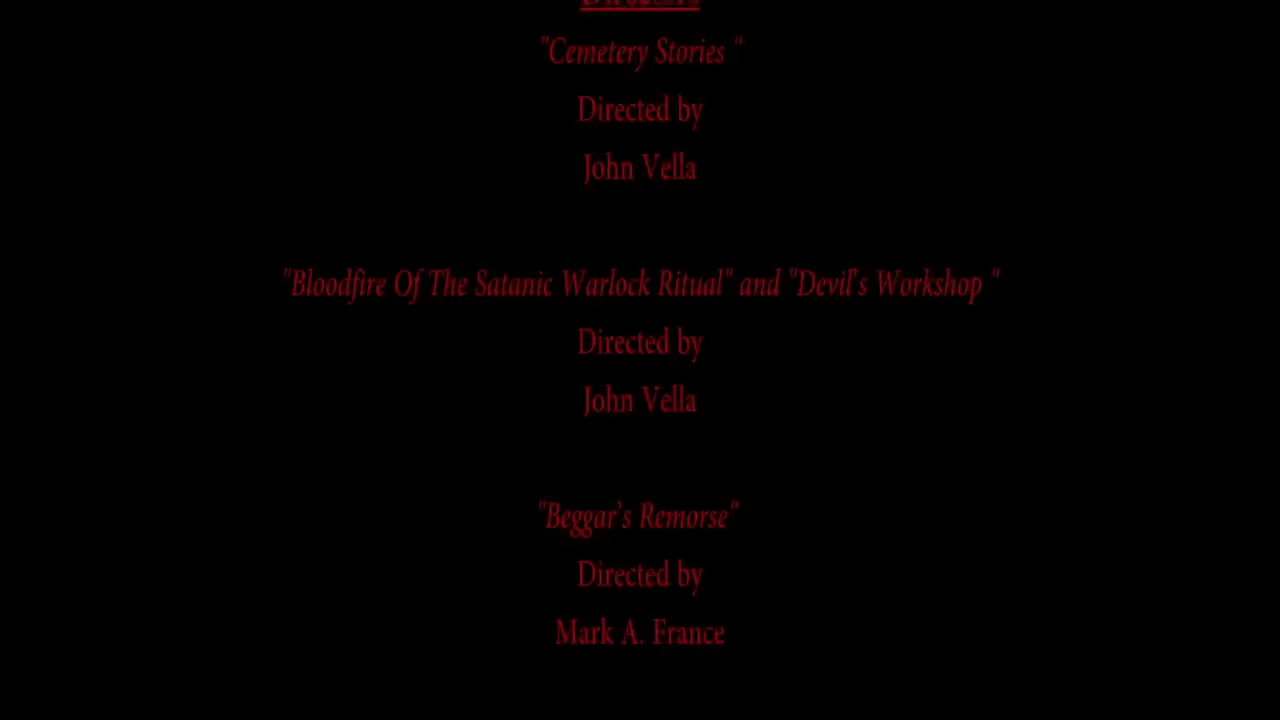 "Cemetery Stories "
Directed by
John Vella
"Bloodfire Of The Satanic Warlock Ritual" and "Devil's Workshop "
Directed by
John Vella
"Beggar's Remorse"
Directed by
Mark A. France